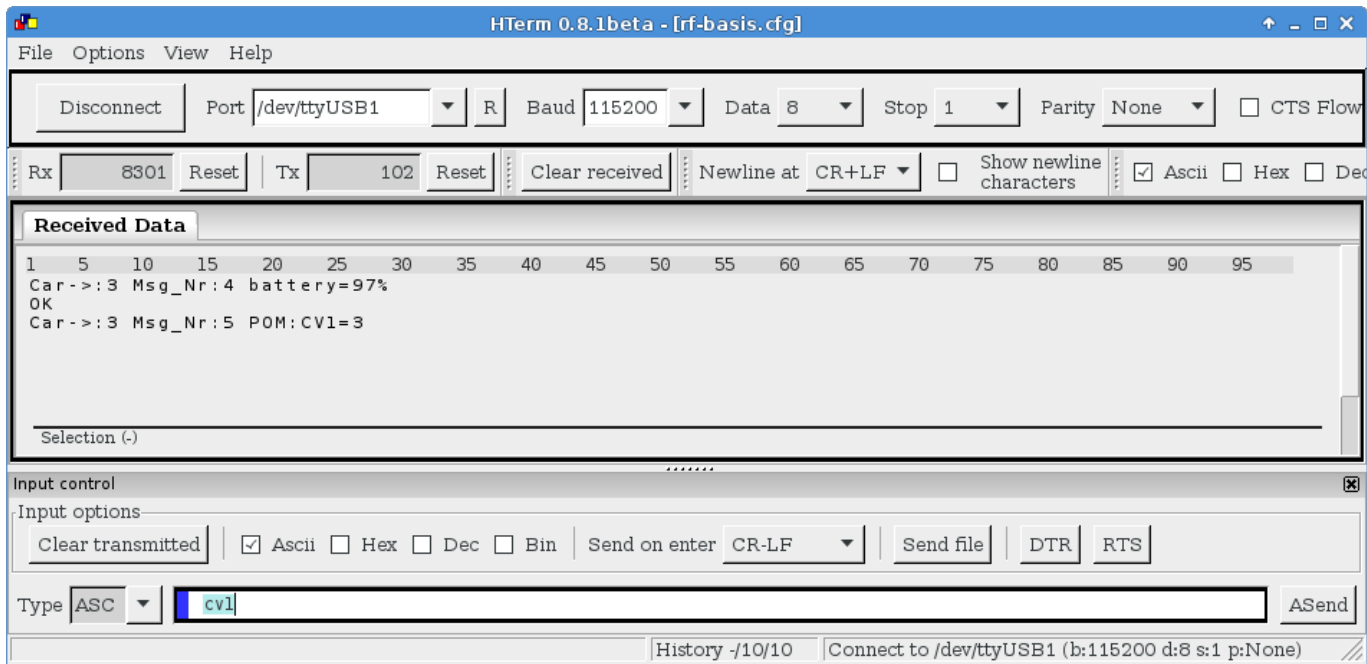 HTerm 0.8.1beta - [rf-basis.cfg]
File Options View Help
Disconnect Port /dev/ttyUSB1 R Baud 115200 Data 8 Stop 1 Parity None CTS Flow
Rx 8301 Reset Tx 102 Reset Clear received Newline at CR+LF Show newline characters Ascii Hex Dec
Received Data
1 5 10 15 20 25 30 35 40 45 50 55 60 65 70 75 80 85 90 95
Car->:3 Msg_Nr:4 battery=97%
OK
Car->:3 Msg_Nr:5 POM:CV1=3
Selection (-)
Input control
Input options
Clear transmitted Ascii Hex Dec Bin Send on enter CR-LF Send file DTR RTS
Type ASC cv1 ASend
History -/10/10 Connect to /dev/ttyUSB1 (b:115200 d:8 s:1 p:None)